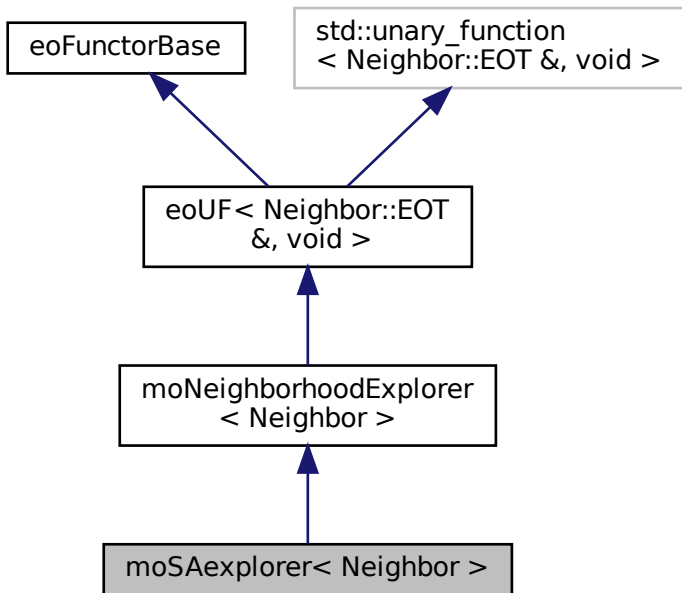 eoFunctorBase
std::unary_function
< Neighbor::EOT &, void >
eoUF< Neighbor::EOT
&, void >
moNeighborhoodExplorer
< Neighbor >
moSAexplorer< Neighbor >